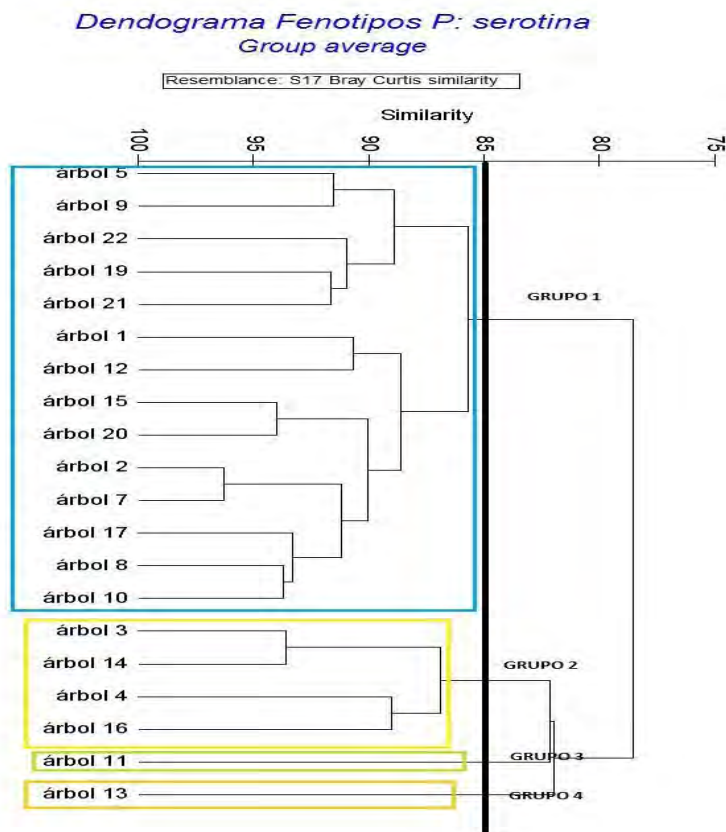 Dendograma Fenotipos P: serotina
Group average
Resemblance: S17 Bray Curtis similarity
Similarity
100 95 90 85 80 75
árbol 5
árbol 9
árbol 22
árbol 19
árbol 21
GRUPO 1
árbol 1
árbol 12
árbol 15
árbol 20
árbol 2
árbol 7
árbol 17
árbol 8
árbol 10
árbol 3
árbol 14
GRUPO 2
árbol 4
árbol 16
árbol 11
GRUPO 3
árbol 13
GRUPO 4